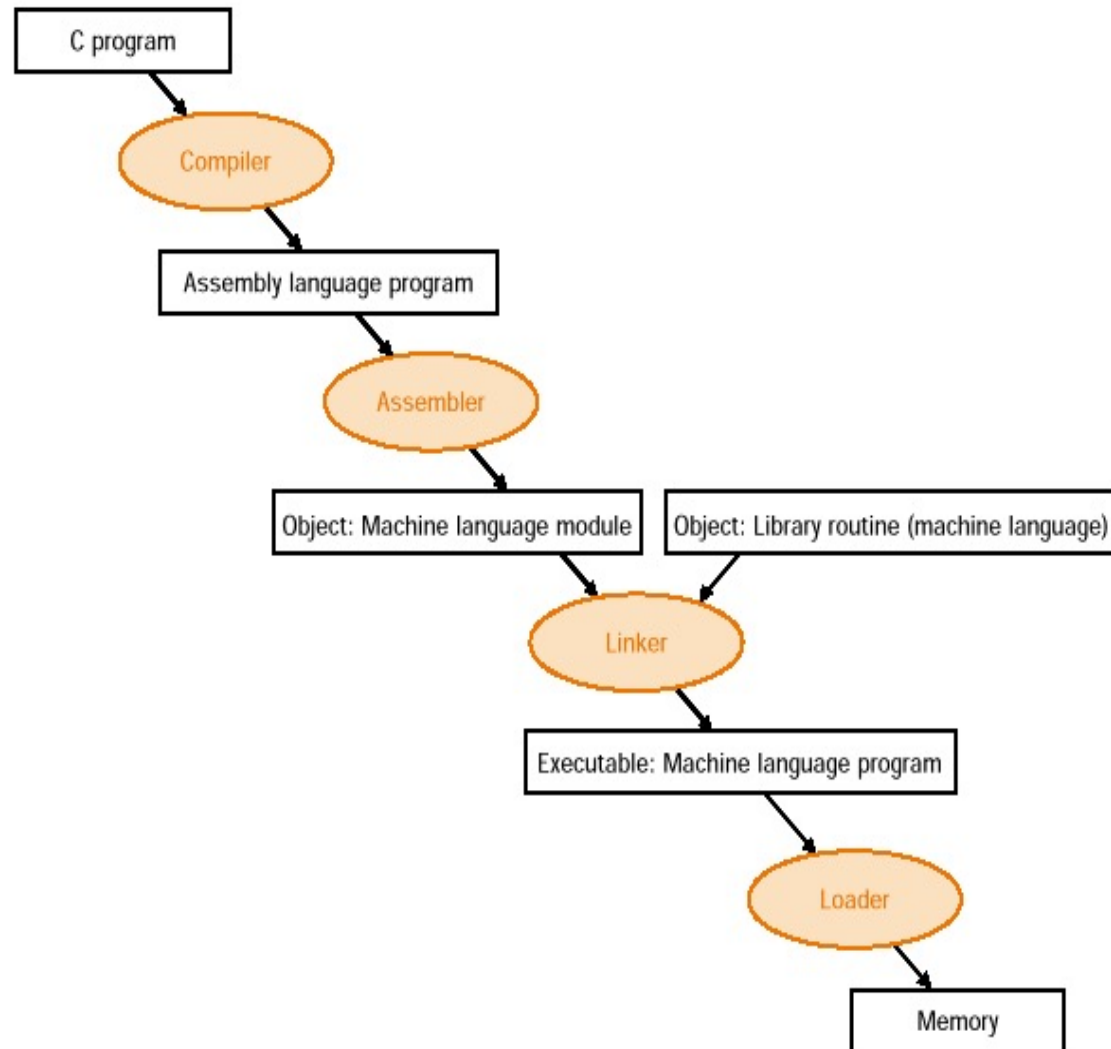 C program
Compiler
Assembly language program
Assembler
Object: Machine language module
Object: Library routine (machine language)
Linker
Executable: Machine language program
Loader
Memory